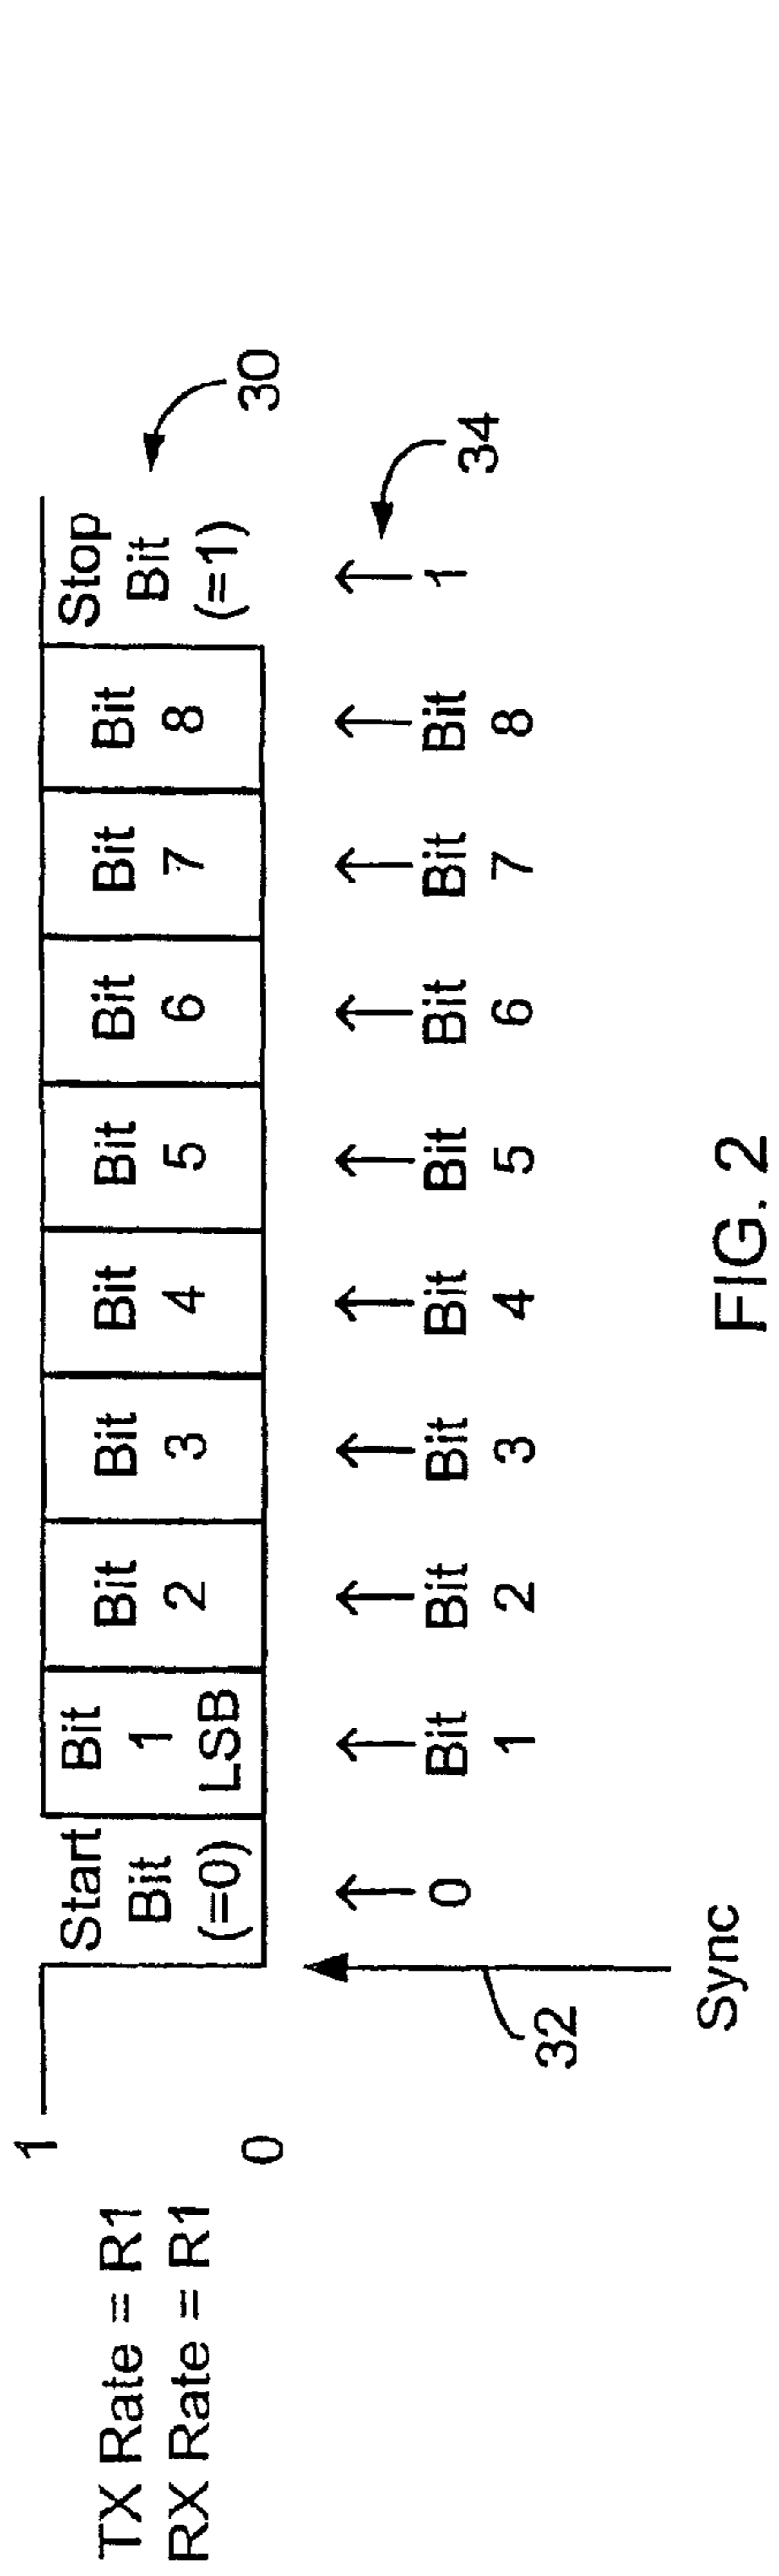 TX Rate = R1
RX Rate = R1
1
0
Start
Bit
(=0)
Bit
1
LSB
Bit
2
Bit
3
Bit
4
Bit
5
Bit
6
Bit
7
Bit
8
Stop
Bit
(=1)
30
0
Bit
1
Bit
2
Bit
3
Bit
4
Bit
5
Bit
6
Bit
7
Bit
8
1
34
32
Sync
FIG. 2